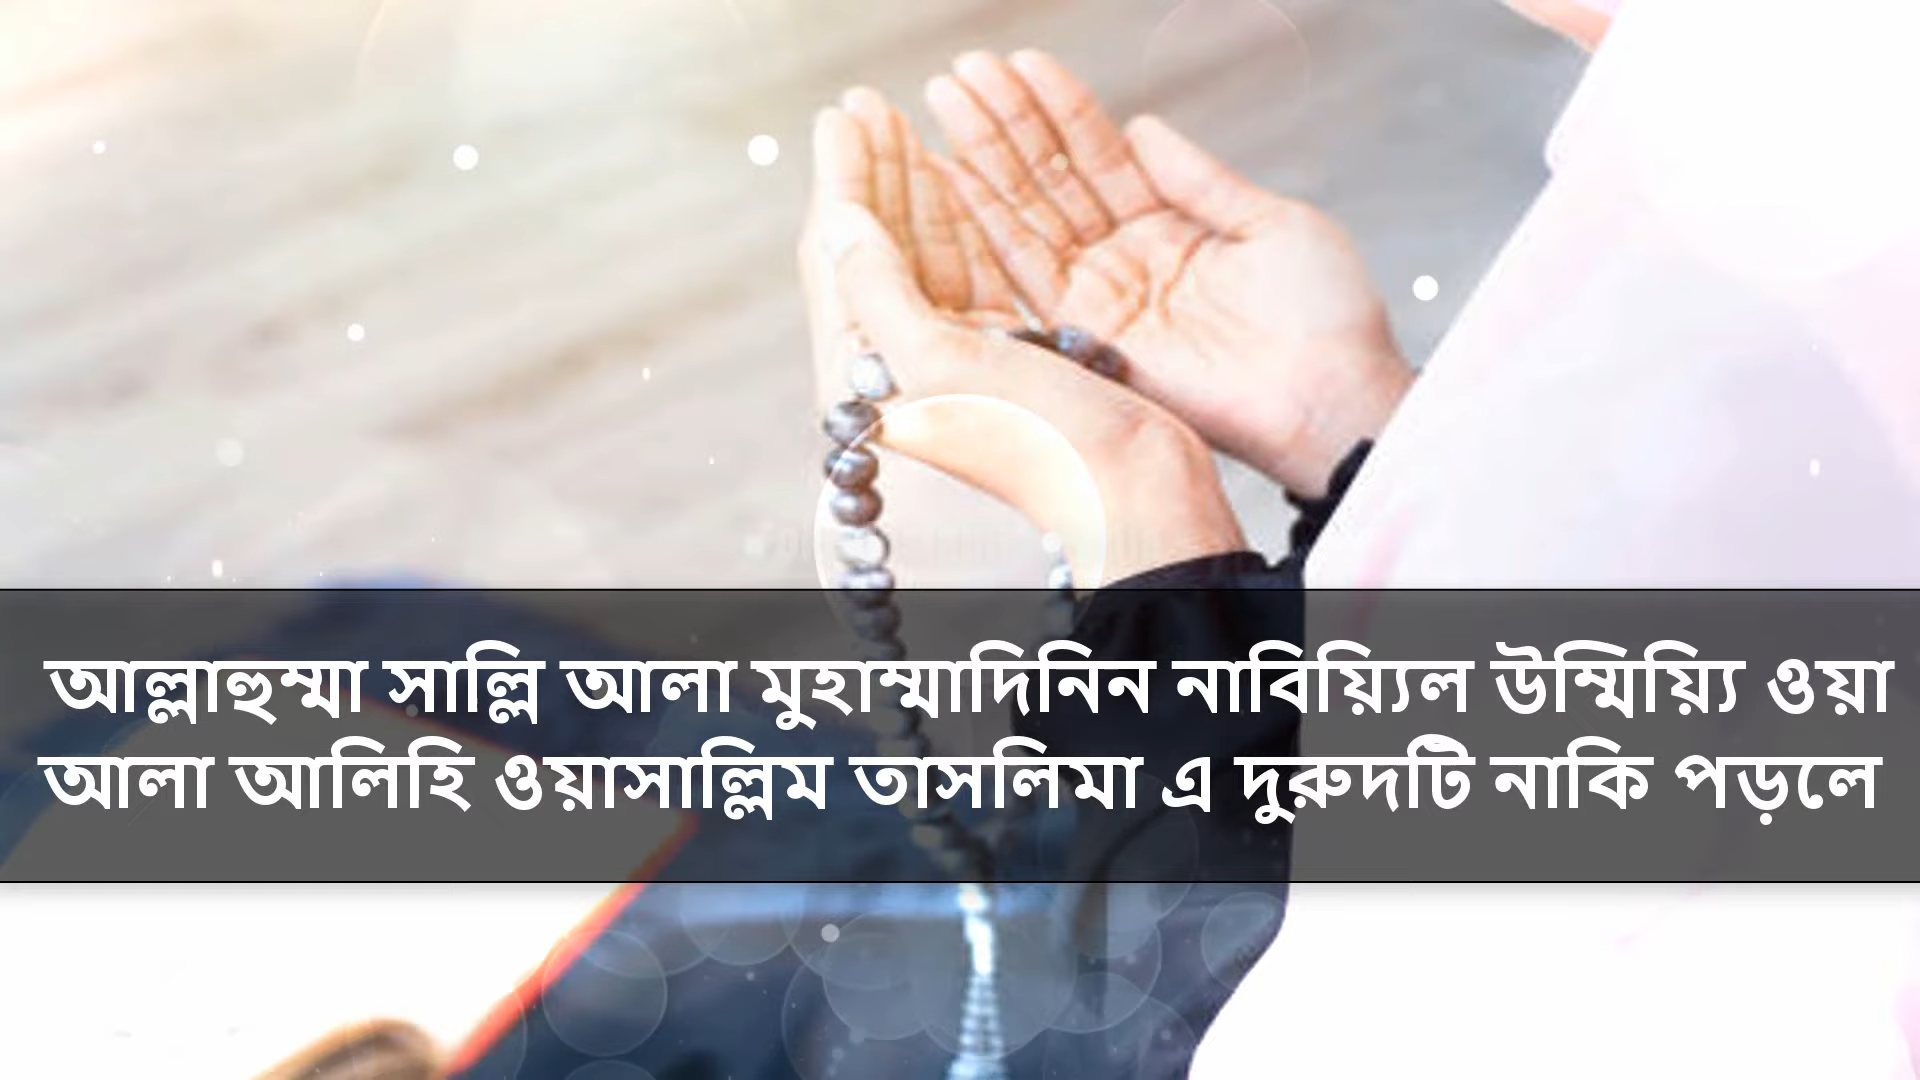 আল্লাহুম্মা সাল্লি আলা মুহাম্মাদিনিন নাবিয়্যিল উম্মিয়্যি ওয়া
আলা আলিহি ওয়াসাল্লিম তাসলিমা এ দুরুদটি নাকি পড়লে